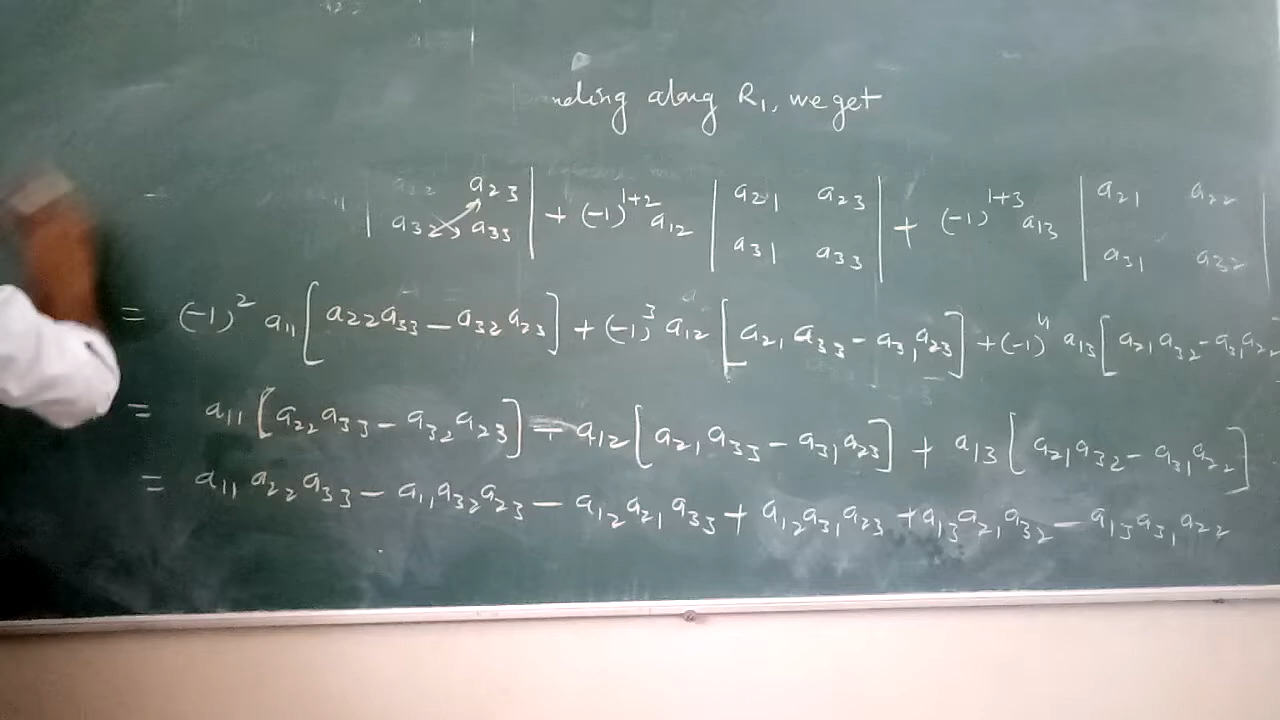 nding along R₁, we get
| a₂₂ a₂₃ | + (-1)¹⁺² a₁₂ | a₂₁ a₂₃ | + (-1)¹⁺³ a₁₃ | a₂₁ a₂₂ |
a₃₂ a₃₃ a₃₁ a₃₃ a₃₁ a₃₂
= (-1)² a₁₁ [a₂₂a₃₃ - a₃₂a₂₃] + (-1)³ a₁₂ [a₂₁a₃₃ - a₃₁a₂₃] + (-1)⁴ a₁₃ [a₂₁a₃₂ - a₃₁a₂₂
= a₁₁ [a₂₂a₃₃ - a₃₂a₂₃] - a₁₂ [a₂₁a₃₃ - a₃₁a₂₃] + a₁₃ [a₂₁a₃₂ - a₃₁a₂₂]
= a₁₁a₂₂a₃₃ - a₁₁a₃₂a₂₃ - a₁₂a₂₁a₃₃ + a₁₂a₃₁a₂₃ + a₁₃a₂₁a₃₂ - a₁₃a₃₁a₂₂